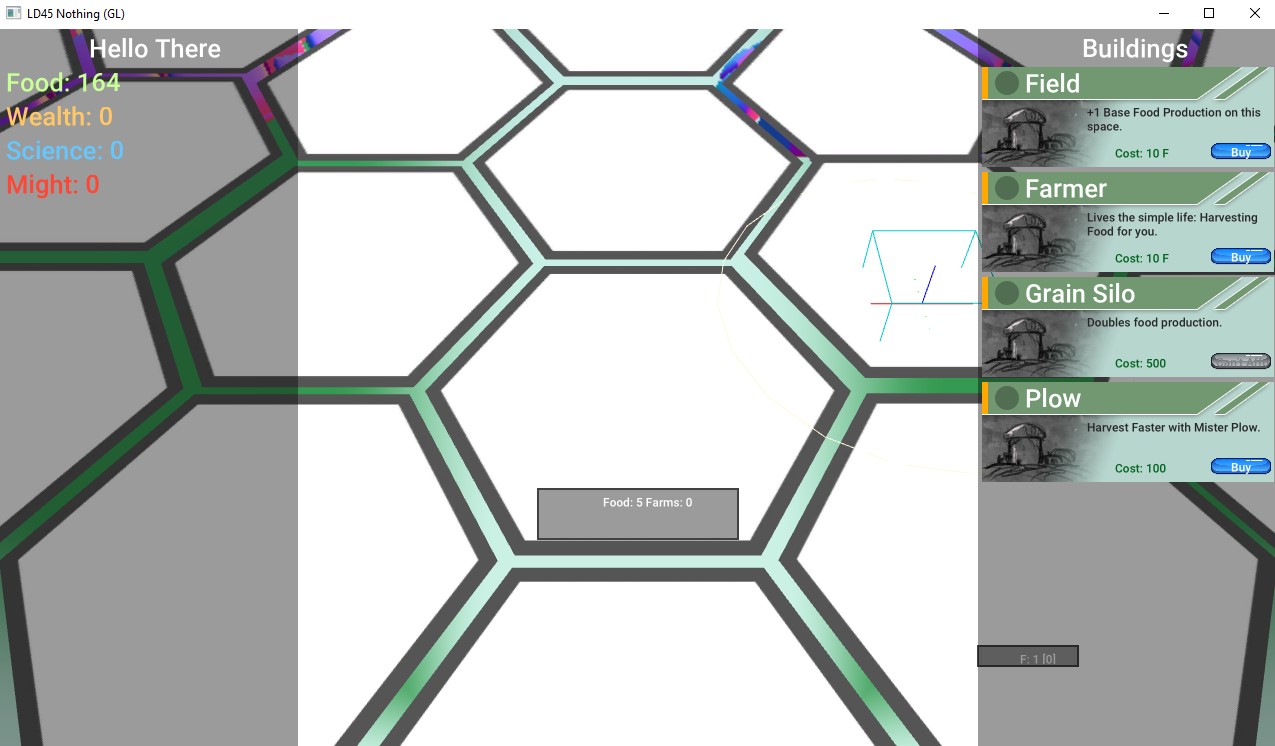 LD45 Nothing (GL)
Hello There
Food: 164
Wealth: 0
Science: 0
Might: 0
Buildings
Field
+1 Base Food Production on this
space.
Cost: 10 F
Buy
Farmer
Lives the simple life: Harvesting
Food for you.
Cost: 10 F
Buy
Grain Silo
Doubles food production.
Cost: 500
Plow
Harvest Faster with Mister Plow.
Cost: 100
Buy
Food: 5 Farms: 0
F: 1 [0]